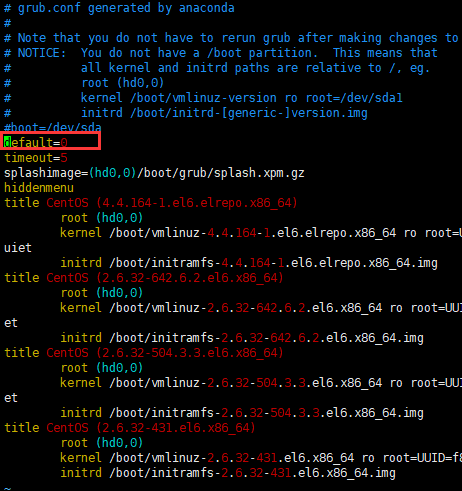 # grub.conf generated by anaconda
#
# Note that you do not have to rerun grub after making changes to
# NOTICE:  You do not have a /boot partition.  This means that
#          all kernel and initrd paths are relative to /, eg.
#          root (hd0,0)
#          kernel /boot/vmlinuz-version ro root=/dev/sda1
#          initrd /boot/initrd-[generic-]version.img
#boot=/dev/sda
default=0
timeout=5
splashimage=(hd0,0)/boot/grub/splash.xpm.gz
hiddenmenu
title CentOS (4.4.164-1.el6.elrepo.x86_64)
        root (hd0,0)
        kernel /boot/vmlinuz-4.4.164-1.el6.elrepo.x86_64 ro root=U
uiet
        initrd /boot/initramfs-4.4.164-1.el6.elrepo.x86_64.img
title CentOS (2.6.32-642.6.2.el6.x86_64)
        root (hd0,0)
        kernel /boot/vmlinuz-2.6.32-642.6.2.el6.x86_64 ro root=UUI
et
        initrd /boot/initramfs-2.6.32-642.6.2.el6.x86_64.img
title CentOS (2.6.32-504.3.3.el6.x86_64)
        root (hd0,0)
        kernel /boot/vmlinuz-2.6.32-504.3.3.el6.x86_64 ro root=UUI
et
        initrd /boot/initramfs-2.6.32-504.3.3.el6.x86_64.img
title CentOS (2.6.32-431.el6.x86_64)
        root (hd0,0)
        kernel /boot/vmlinuz-2.6.32-431.el6.x86_64 ro root=UUID=f8
        initrd /boot/initramfs-2.6.32-431.el6.x86_64.img
~